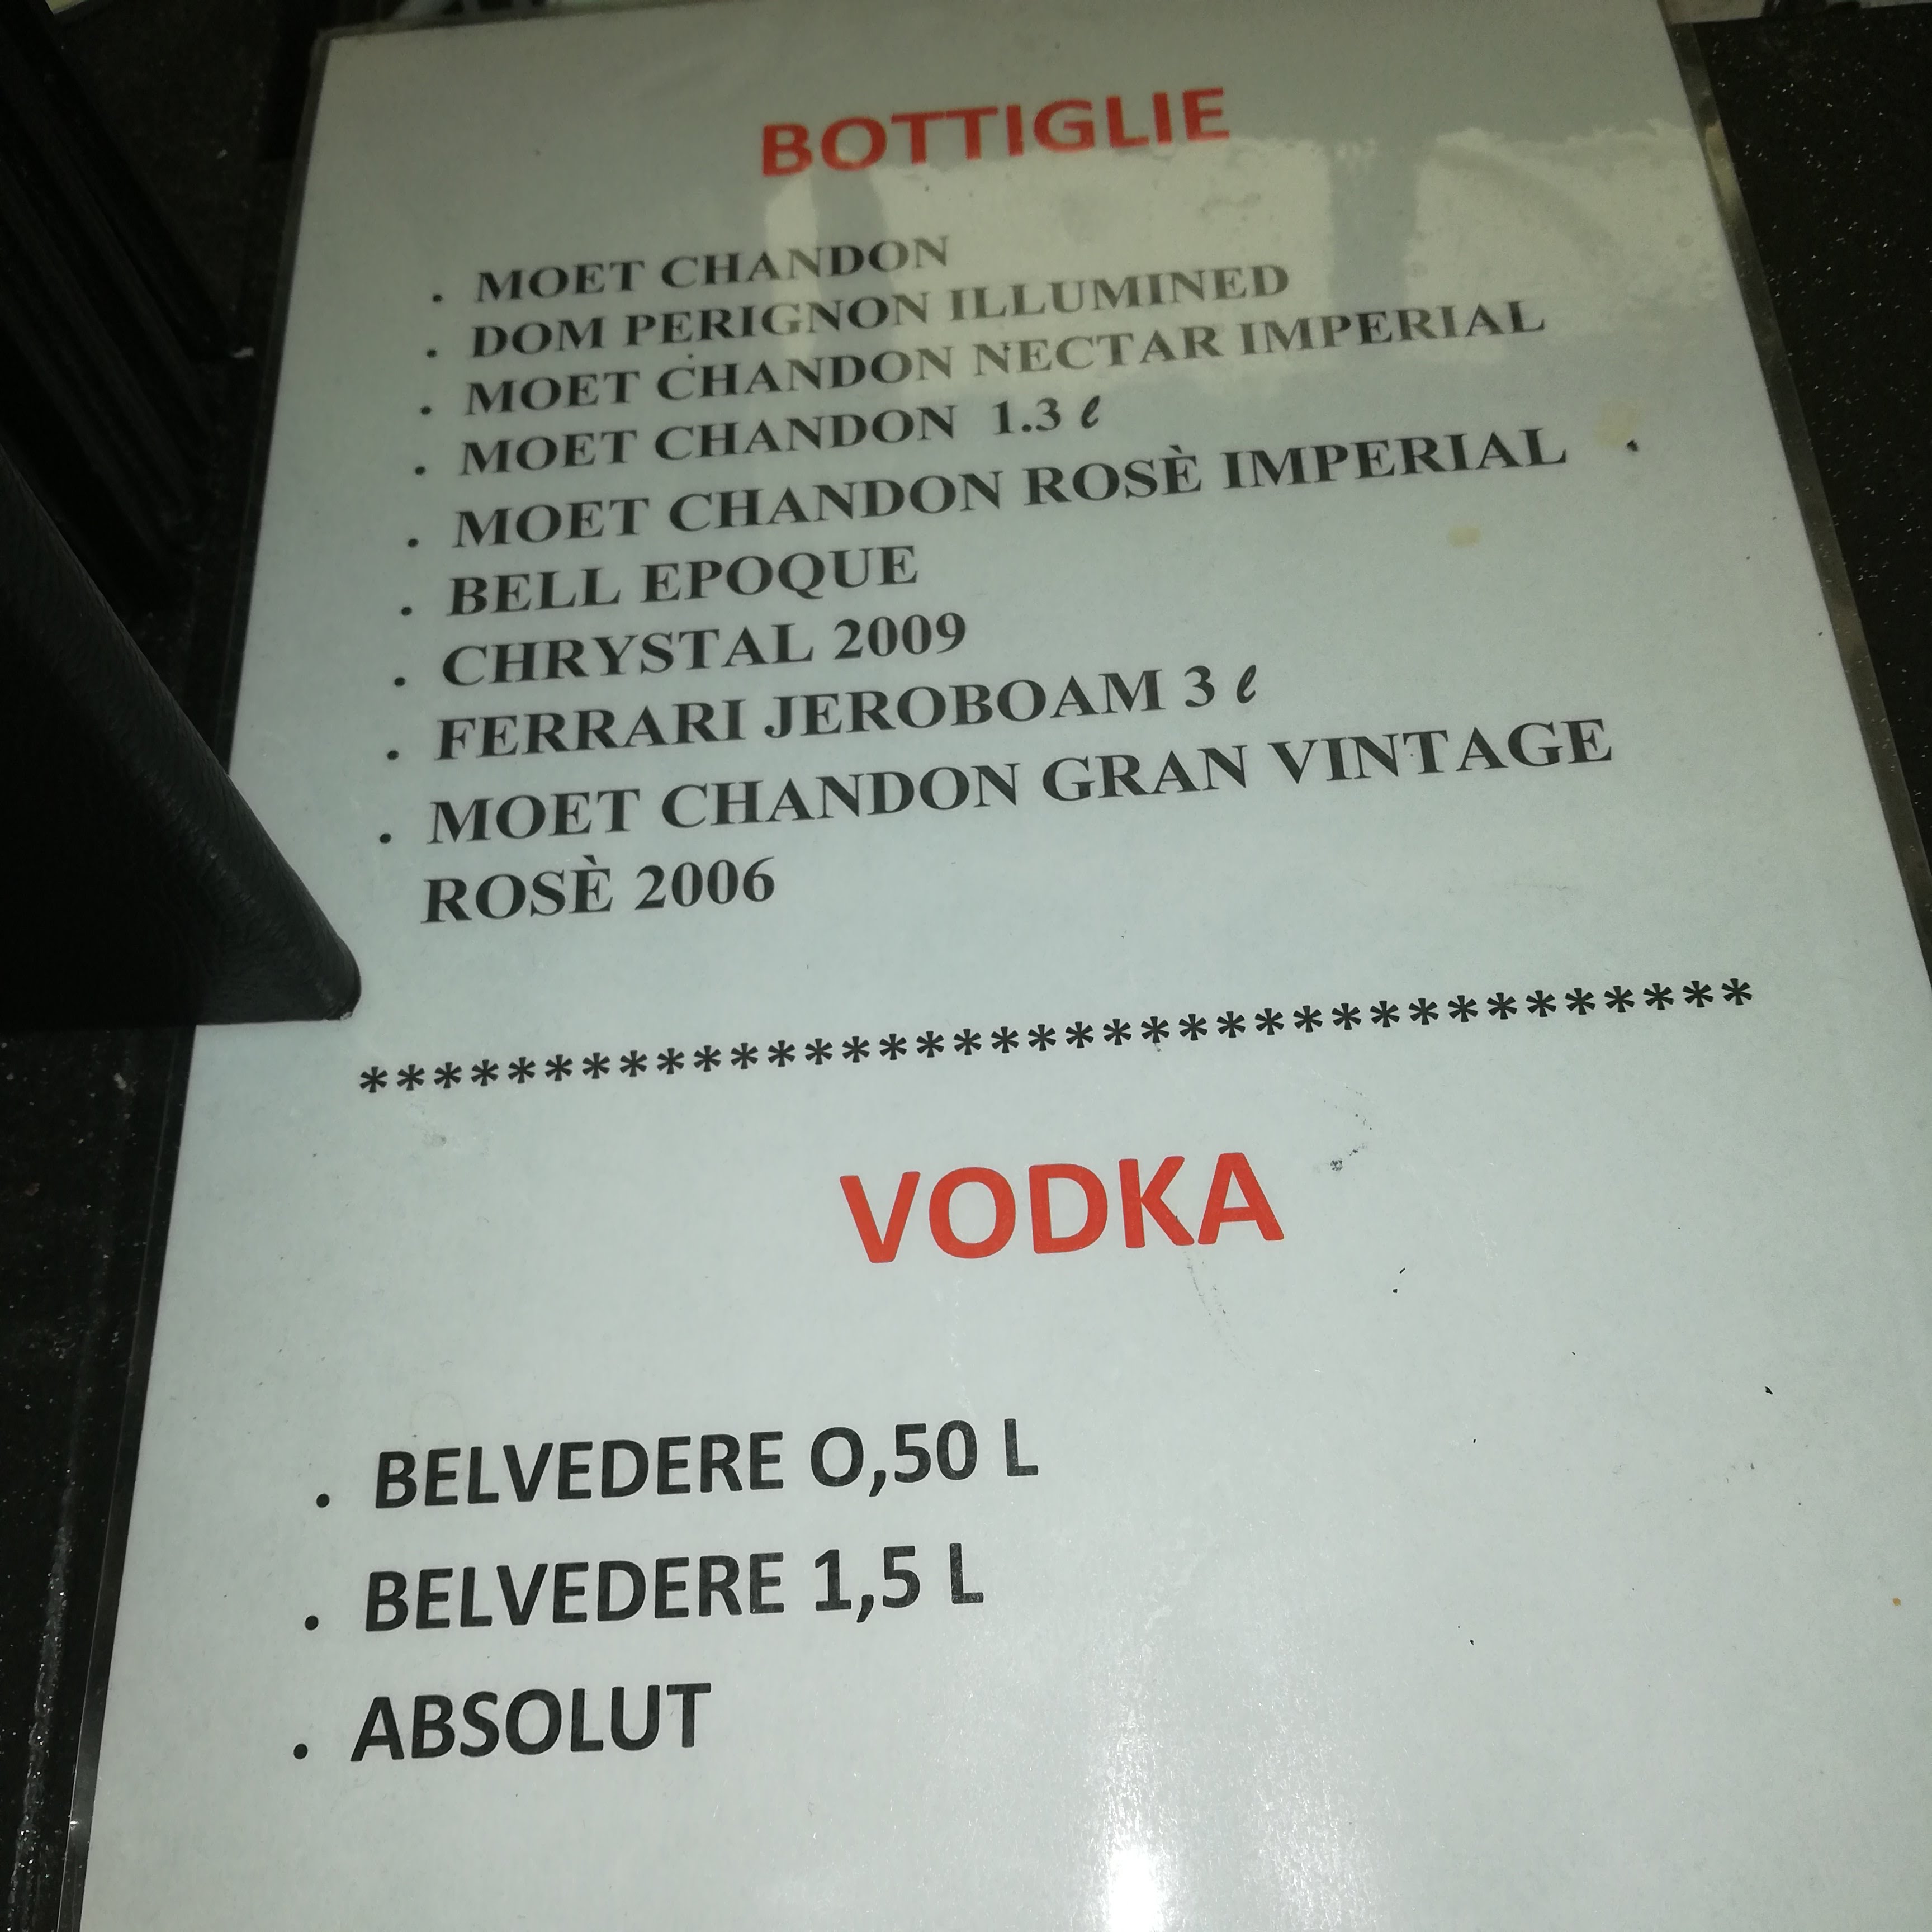 BOTTIGLIE
. MOET CHANDON
. DOM PERIGNON ILLUMINED
. MOET CHANDON NECTAR IMPERIAL
. MOET CHANDON 1.3 ℓ
. MOET CHANDON ROSÈ IMPERIAL
. BELL EPOQUE
. CHRYSTAL 2009
. FERRARI JEROBOAM 3 ℓ
. MOET CHANDON GRAN VINTAGE
ROSÈ 2006
**************************************
VODKA
. BELVEDERE O,50 L
. BELVEDERE 1,5 L
. ABSOLUT